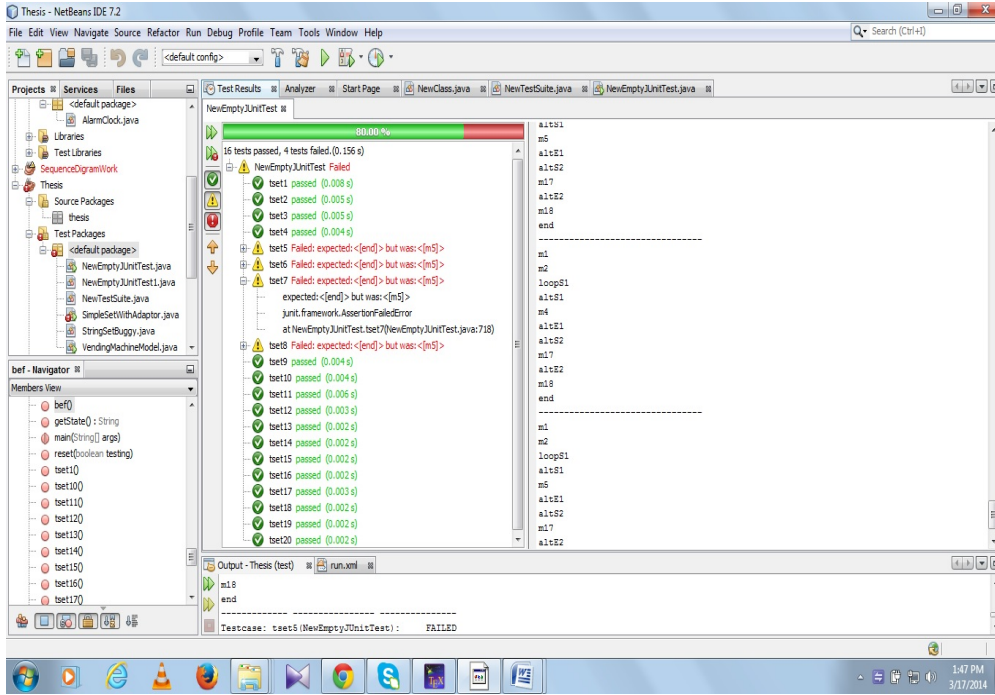 Thesis - NetBeans IDE 7.2
File Edit View Navigate Source Refactor Run Debug Profile Team Tools Window Help
Search (Ctrl+I)
<default config>
Projects Services Files
<default package>
AlarmClock.java
Libraries
Test Libraries
SequenceDigramWork
Thesis
Source Packages
thesis
Test Packages
<default package>
NewEmptyJUnitTest.java
NewEmptyJUnitTest1.java
NewTestSuite.java
SimpleSetWithAdaptor.java
StringSetBuggy.java
VendingMachineModel.java
bef - Navigator
Members View
bef()
getState() : String
main(String[] args)
reset(boolean testing)
tset1()
tset10()
tset11()
tset12()
tset13()
tset14()
tset15()
tset16()
tset17()
Test Results Analyzer Start Page NewClass.java NewTestSuite.java NewEmptyJUnitTest.java
NewEmptyJUnitTest
80.00 %
16 tests passed, 4 tests failed.(0.156 s)
NewEmptyJUnitTest Failed
tset1 passed (0.008 s)
tset2 passed (0.005 s)
tset3 passed (0.005 s)
tset4 passed (0.004 s)
tset5 Failed: expected:<[end]> but was:<[m5]>
tset6 Failed: expected:<[end]> but was:<[m5]>
tset7 Failed: expected:<[end]> but was:<[m5]>
expected:<[end]> but was:<[m5]>
junit.framework.AssertionFailedError
at NewEmptyJUnitTest.tset7(NewEmptyJUnitTest.java:718)
tset8 Failed: expected:<[end]> but was:<[m5]>
tset9 passed (0.004 s)
tset10 passed (0.004 s)
tset11 passed (0.006 s)
tset12 passed (0.003 s)
tset13 passed (0.002 s)
tset14 passed (0.002 s)
tset15 passed (0.002 s)
tset16 passed (0.002 s)
tset17 passed (0.003 s)
tset18 passed (0.002 s)
tset19 passed (0.002 s)
tset20 passed (0.002 s)
altS1
m5
altE1
altS2
m17
altE2
m18
end
--------------------------------
m1
m2
loopS1
altS1
m4
altE1
altS2
m17
altE2
m18
end
--------------------------------
m1
m2
loopS1
altS1
m5
altE1
altS2
m17
altE2
Output - Thesis (test) run.xml
m18
end
------------- ---------------- ---------------
Testcase: tset5(NewEmptyJUnitTest): FAILED
TEX
1:47 PM
3/17/2014